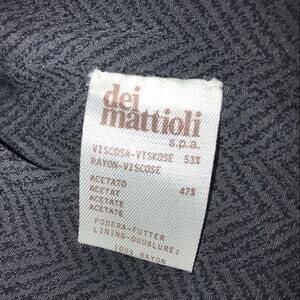 dei
mattioli
s.p.a.
VISCOSA-VISKOSE 53%
RAYON-VISCOSE
ACETATO 47%
ACETAT
ACETATE
ACETATE
FODERA-FUTTER
LINING-DOUBLURE:
100% RAYON